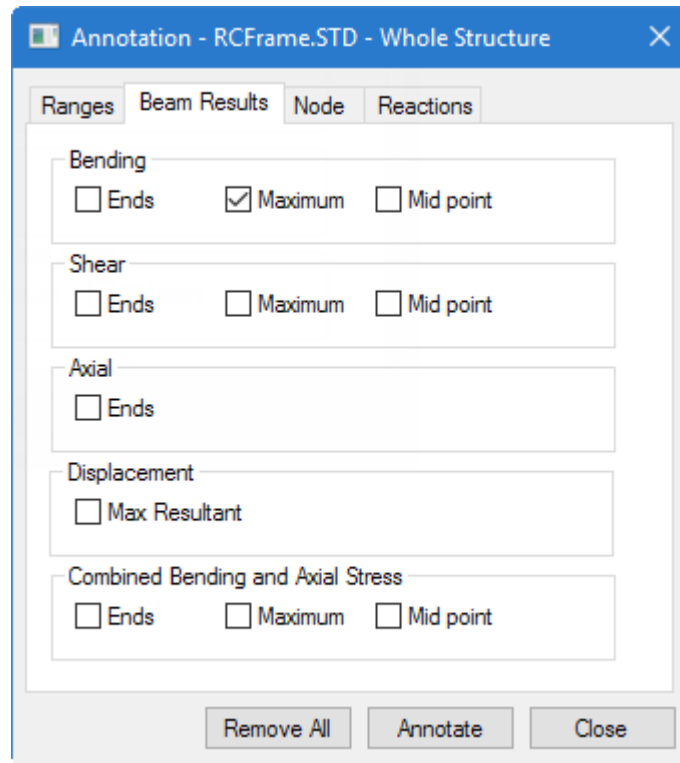 Annotation - RCFrame.STD - Whole Structure
Ranges Beam Results Node Reactions
Bending
Ends Maximum Mid point
Shear
Ends Maximum Mid point
Axial
Ends
Displacement
Max Resultant
Combined Bending and Axial Stress
Ends Maximum Mid point
Remove All Annotate Close